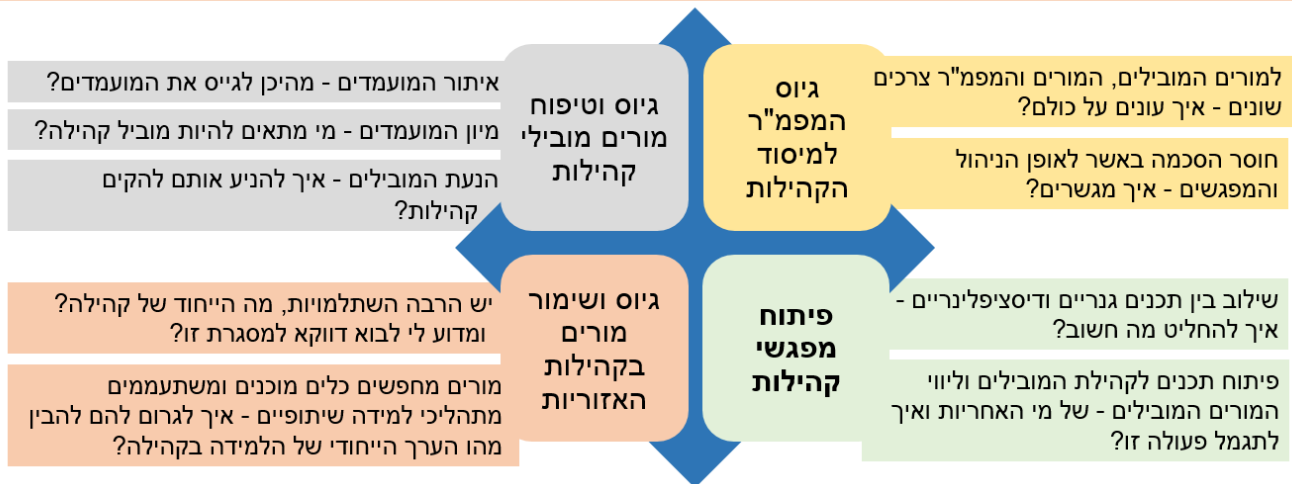 גיוס
המפמ"ר
למיסוד
הקהילות
למורים המובילים, המורים והמפמ"ר צרכים
שונים - איך עונים על כולם?
חוסר הסכמה באשר לאופן הניהול
והמפגשים - איך מגשרים?
גיוס וטיפוח
מורים מובילי
קהילות
איתור המועמדים - מהיכן לגייס את המועמדים?
מיון המועמדים - מי מתאים להיות מוביל קהילה?
הנעת המובילים - איך להניע אותם להקים
קהילות?
פיתוח
מפגשי
קהילות
שילוב בין תכנים גנריים ודיסציפלינריים -
איך להחליט מה חשוב?
פיתוח תכנים לקהילת המובילים וליווי
המורים המובילים - של מי האחריות ואיך
לתגמל פעולה זו?
גיוס ושימור
מורים
בקהילות
האזוריות
יש הרבה השתלמויות, מה הייחוד של קהילה?
ומדוע לי לבוא דווקא למסגרת זו?
מורים מחפשים כלים מוכנים ומשתעממים
מתהליכי למידה שיתופיים - איך לגרום להם להבין
מהו הערך הייחודי של הלמידה בקהילה?